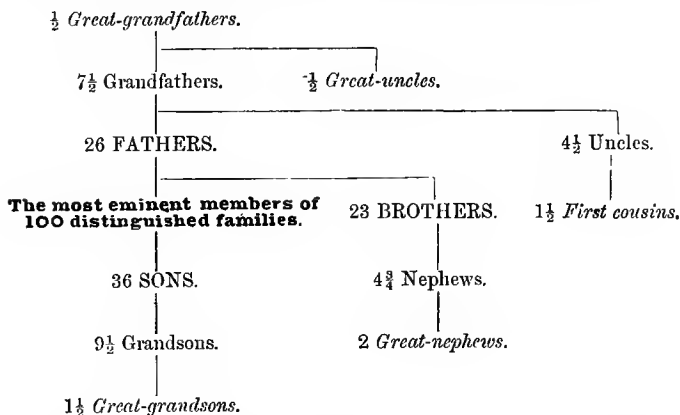 ½ Great-grandfathers.
7½ Grandfathers. ½ Great-uncles.
26 FATHERS. 4½ Uncles.
The most eminent members of
100 distinguished families. 23 BROTHERS. 1½ First cousins.
36 SONS. 4¾ Nephews.
9½ Grandsons. 2 Great-nephews.
1½ Great-grandsons.